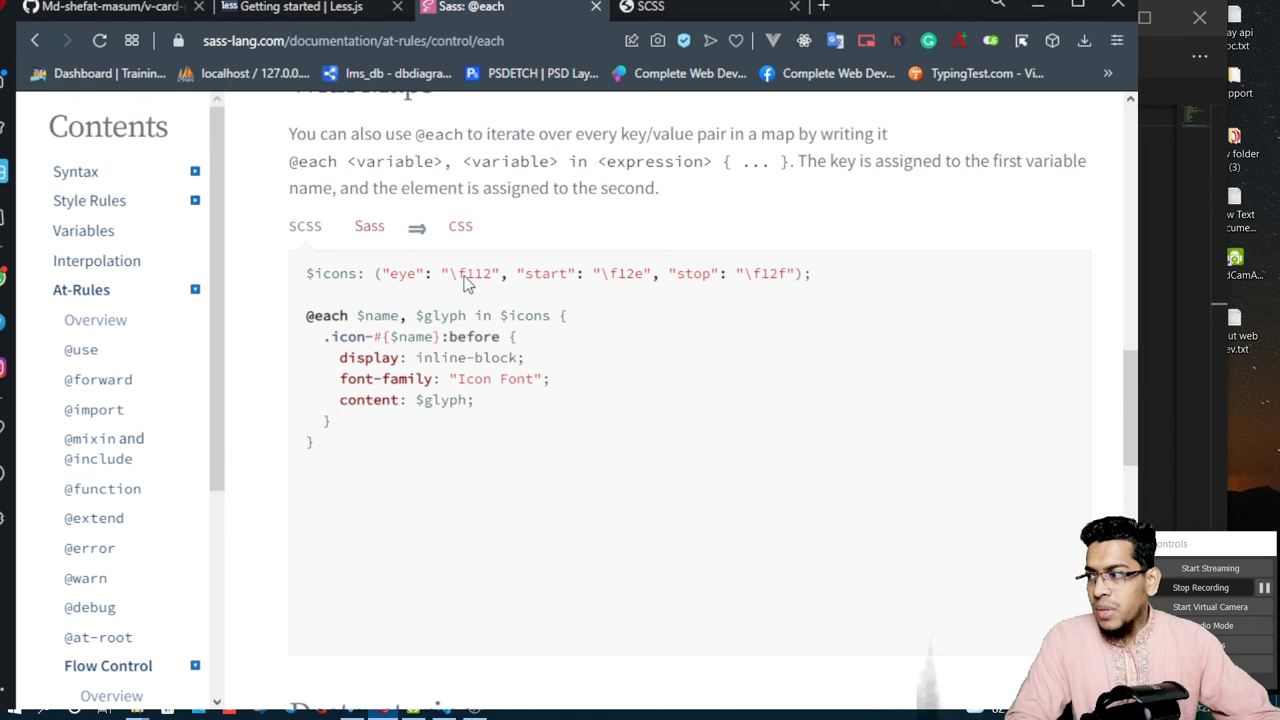 Md-shefat-masum/v-card-
Getting started | Less.js
Sass: @each
SCSS
sass-lang.com/documentation/at-rules/control/each
Dashboard | Trainin...
localhost / 127.0.0....
lms_db - dbdiagra...
PSDETCH | PSD Lay...
Complete Web Dev...
Complete Web Dev...
TypingTest.com - Vi...
Contents
Syntax
Style Rules
Variables
Interpolation
At-Rules
Overview
@use
@forward
@import
@mixin and
@include
@function
@extend
@error
@warn
@debug
@at-root
Flow Control
Overview
You can also use @each to iterate over every key/value pair in a map by writing it
@each <variable>, <variable> in <expression> { ... }. The key is assigned to the first variable
name, and the element is assigned to the second.
SCSS Sass CSS
$icons: ("eye": "\f112", "start": "\f12e", "stop": "\f12f");
@each $name, $glyph in $icons {
.icon-#{$name}:before {
display: inline-block;
font-family: "Icon Font";
content: $glyph;
}
}
Start Streaming
Stop Recording
Start Virtual Camera